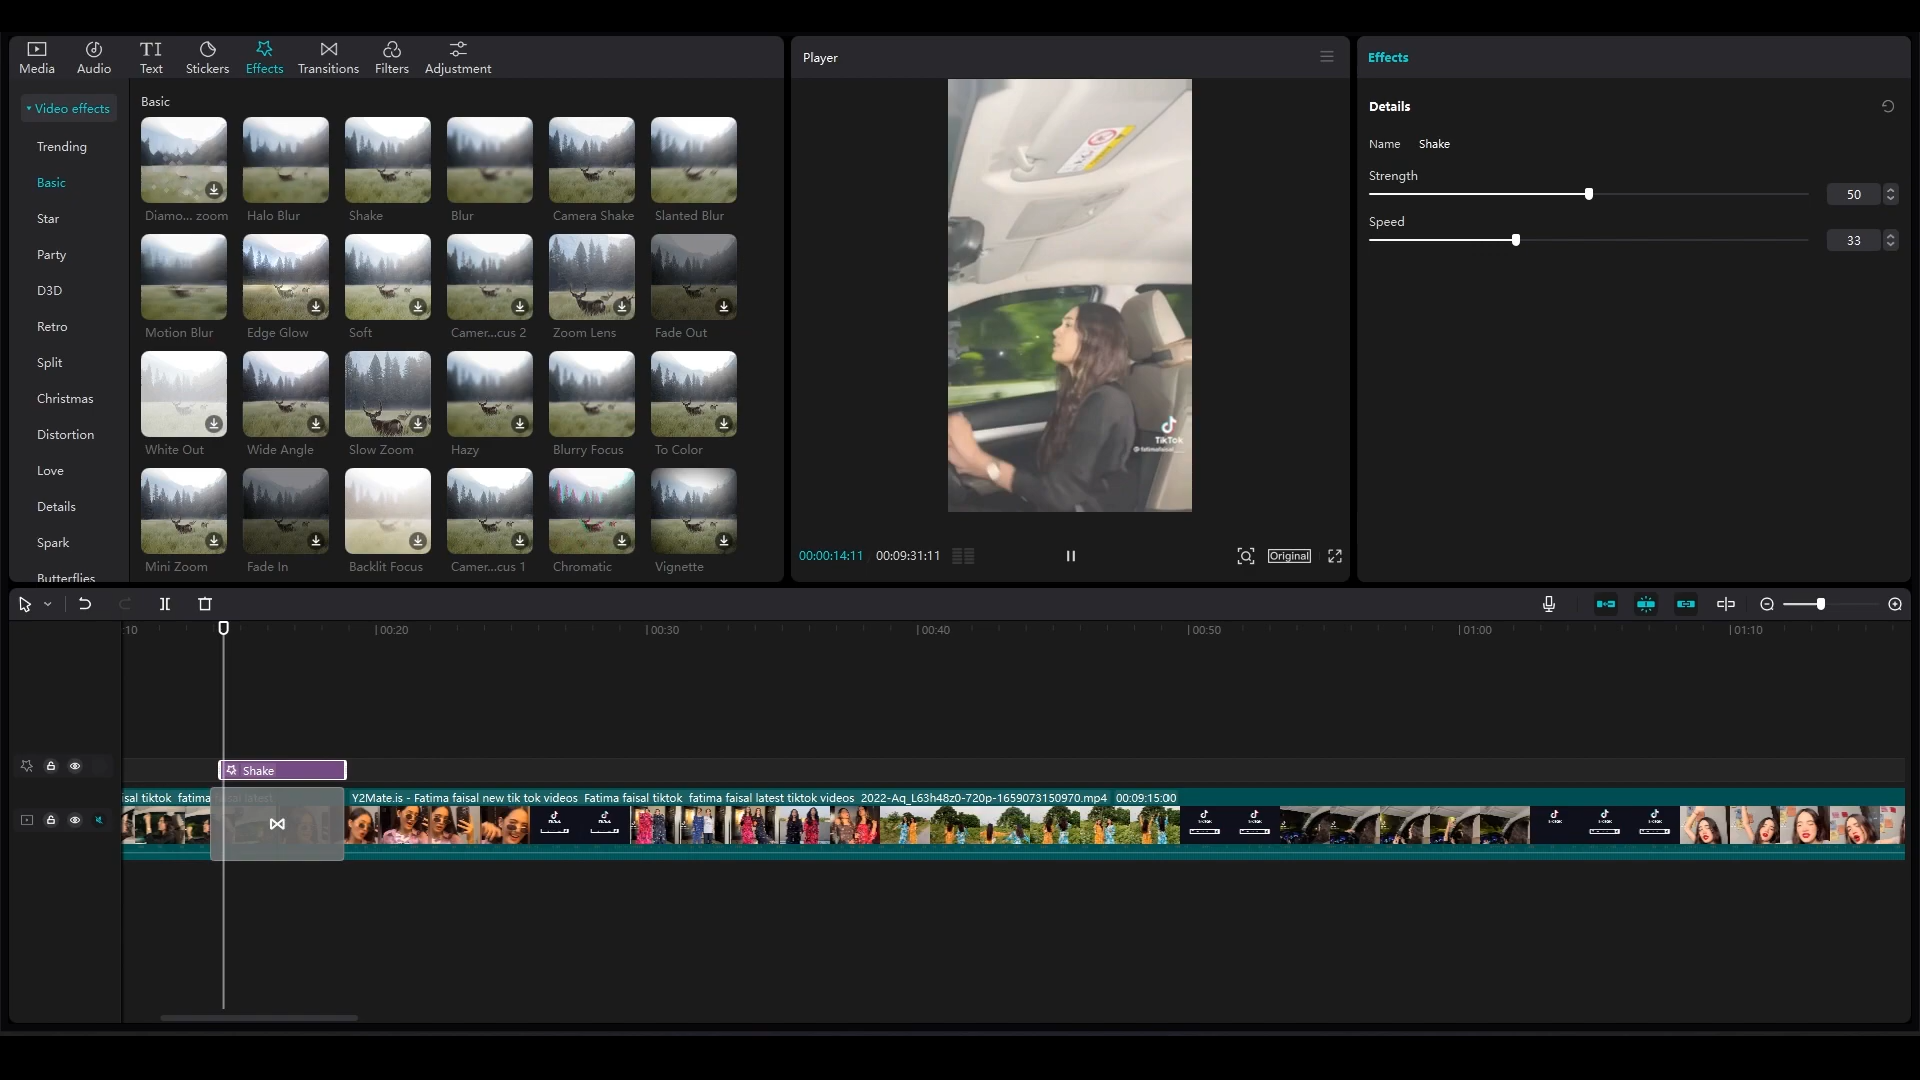 Media Audio Text Stickers Effects Transitions Filters Adjustment
Video effects
Trending
Basic
Star
Party
D3D
Retro
Split
Christmas
Distortion
Love
Details
Spark
Butterflies
Basic
Diamo... zoom Halo Blur Shake Blur Camera Shake Slanted Blur
Motion Blur Edge Glow Soft Camer...cus 2 Zoom Lens Fade Out
White Out Wide Angle Slow Zoom Hazy Blurry Focus To Color
Mini Zoom Fade In Backlit Focus Camer...cus 1 Chromatic Vignette
Player
TikTok
00:00:14:11 00:09:31:11
Original
Effects
Details
Name Shake
Strength 50
Speed 33
:10 00:20 00:30 00:40 00:50 01:00 01:10
Shake
isal tiktok fatima faisal latest
Y2Mate.is - Fatima faisal new tik tok videos Fatima faisal tiktok fatima faisal latest tiktok videos 2022-Aq_L63h48z0-720p-1659073150970.mp4 00:09:15:00